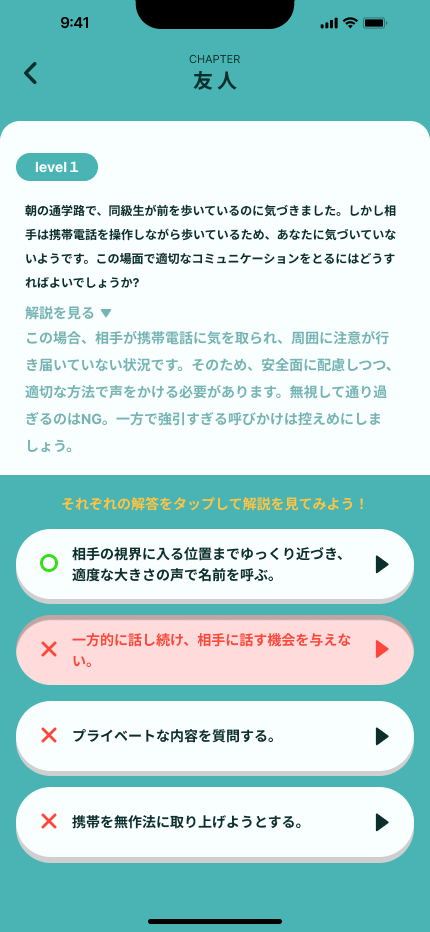 9:41
CHAPTER
友人
level 1
朝の通学路で、同級生が前を歩いているのに気づきました。しかし相
手は携帯電話を操作しながら歩いているため、あなたに気づいていな
いようです。この場面で適切なコミュニケーションをとるにはどうす
ればよいでしょうか?
解説を見る ▼
この場合、相手が携帯電話に気を取られ、周囲に注意が行
き届いていない状況です。そのため、安全面に配慮しつつ、
適切な方法で声をかける必要があります。無視して通り過
ぎるのはNG。一方で強引すぎる呼びかけは控えめにしま
しょう。
それぞれの解答をタップして解説を見てみよう！
相手の視界に入る位置までゆっくり近づき、
適度な大きさの声で名前を呼ぶ。
一方的に話し続け、相手に話す機会を与えな
い。
プライベートな内容を質問する。
携帯を無作法に取り上げようとする。